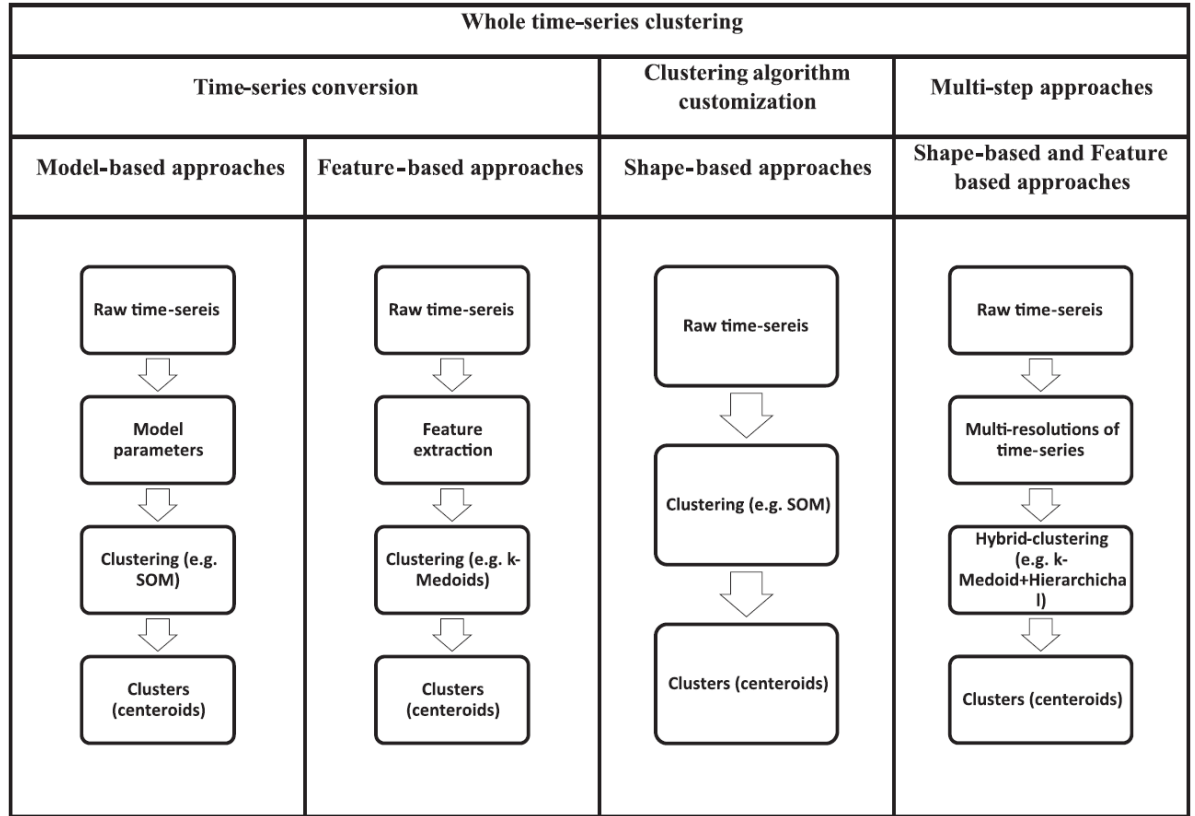 Whole time-series clustering
Time-series conversion
Clustering algorithm
customization
Multi-step approaches
Model-based approaches
Feature-based approaches
Shape-based approaches
Shape-based and Feature
based approaches
Raw time-sereis
Model
parameters
Clustering (e.g.
SOM)
Clusters
(centeroids)
Raw time-sereis
Feature
extraction
Clustering (e.g. k-
Medoids)
Clusters
(centeroids)
Raw time-sereis
Clustering (e.g. SOM)
Clusters (centeroids)
Raw time-sereis
Multi-resolutions of
time-series
Hybrid-clustering
(e.g. k-
Medoid+Hierarchicha
l)
Clusters (centeroids)